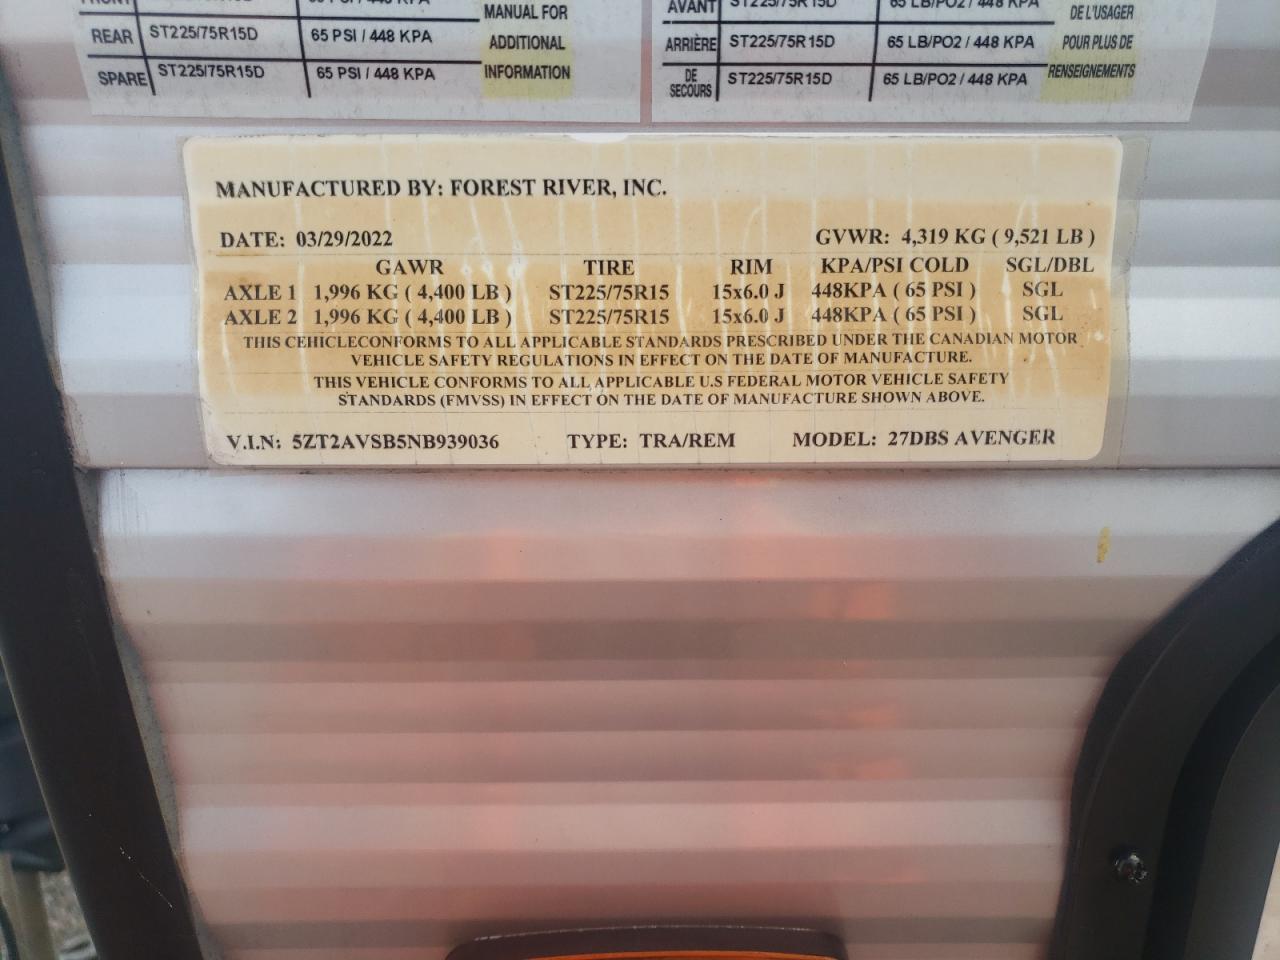 REAR ST225/75R15D 65 PSI / 448 KPA
SPARE ST225/75R15D 65 PSI / 448 KPA
MANUAL FOR
ADDITIONAL
INFORMATION
AVANT ST225/75R15D 65 LB/PO2 / 448 KPA
ARRIÈRE ST225/75R15D 65 LB/PO2 / 448 KPA
DE SECOURS ST225/75R15D 65 LB/PO2 / 448 KPA
DE L'USAGER
POUR PLUS DE
RENSEIGNEMENTS
MANUFACTURED BY: FOREST RIVER, INC.
DATE: 03/29/2022 GVWR: 4,319 KG ( 9,521 LB )
GAWR TIRE RIM KPA/PSI COLD SGL/DBL
AXLE 1 1,996 KG ( 4,400 LB ) ST225/75R15 15x6.0 J 448KPA ( 65 PSI ) SGL
AXLE 2 1,996 KG ( 4,400 LB ) ST225/75R15 15x6.0 J 448KPA ( 65 PSI ) SGL
THIS CEHICLECONFORMS TO ALL APPLICABLE STANDARDS PRESCRIBED UNDER THE CANADIAN MOTOR
VEHICLE SAFETY REGULATIONS IN EFFECT ON THE DATE OF MANUFACTURE.
THIS VEHICLE CONFORMS TO ALL APPLICABLE U.S FEDERAL MOTOR VEHICLE SAFETY
STANDARDS (FMVSS) IN EFFECT ON THE DATE OF MANUFACTURE SHOWN ABOVE.
V.I.N: 5ZT2AVSB5NB939036 TYPE: TRA/REM MODEL: 27DBS AVENGER